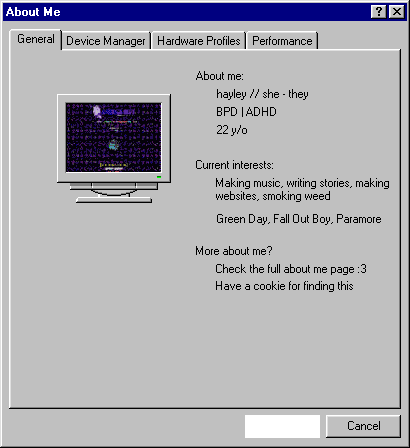 About Me
General
Device Manager
Hardware Profiles
Performance
About me:
hayley // she - they
BPD | ADHD
22 y/o
Current interests:
Making music, writing stories, making
websites, smoking weed
Green Day, Fall Out Boy, Paramore
More about me?
Check the full about me page :3
Have a cookie for finding this
Cancel